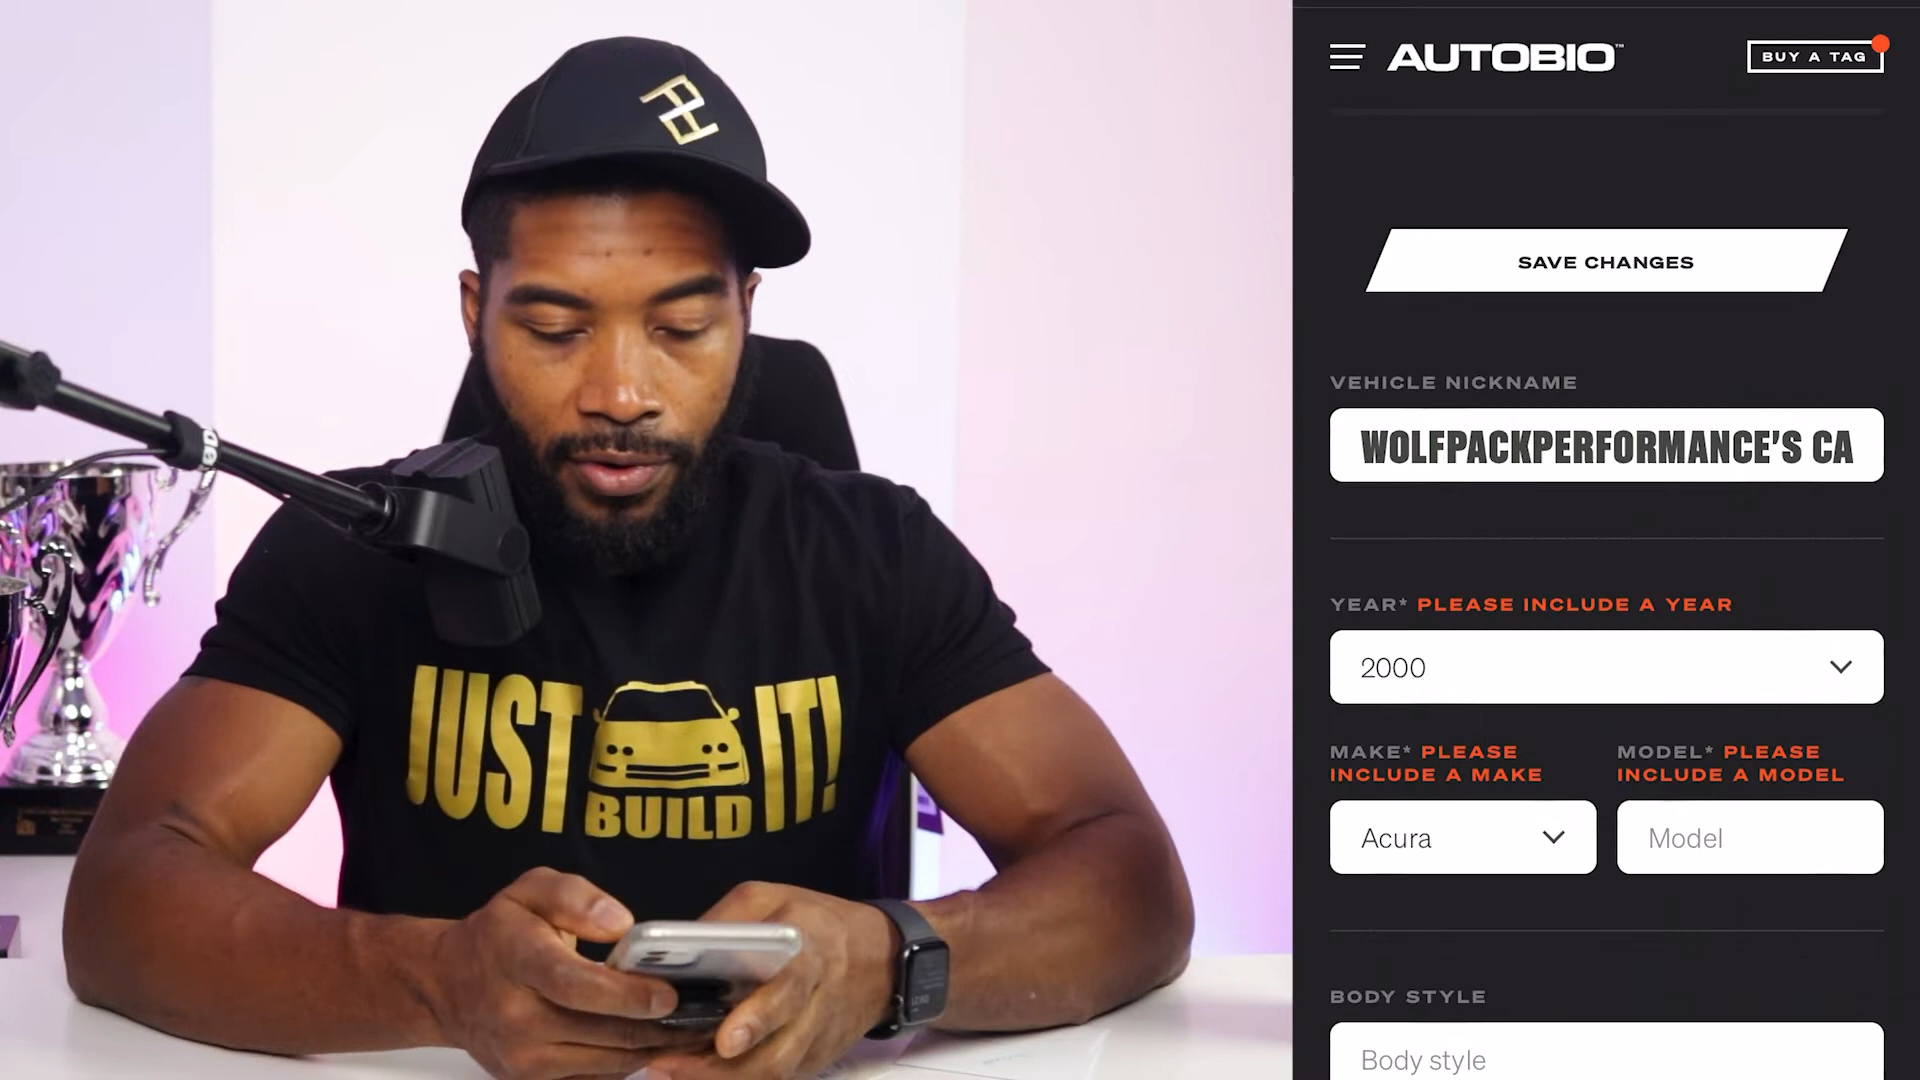 AUTOBIO™
BUY A TAG
SAVE CHANGES
VEHICLE NICKNAME
WOLFPACKPERFORMANCE'S CA
YEAR* PLEASE INCLUDE A YEAR
2000
MAKE* PLEASE
INCLUDE A MAKE
MODEL* PLEASE
INCLUDE A MODEL
Acura
Model
BODY STYLE
Body style
JUST IT!
BUILD